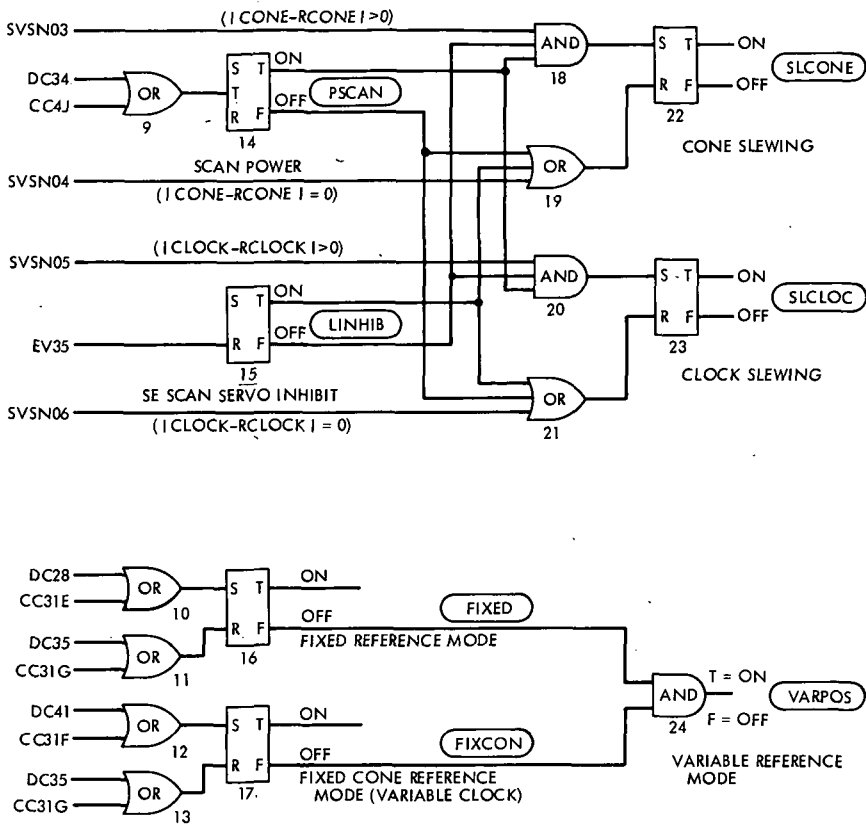 (|CONE-RCONE|>0)
SVSN03
AND
18
S T
R F
22
ON
OFF
SLCONE
CONE SLEWING
DC34
CC4J
OR
9
S T
T
R F
14
ON
OFF
PSCAN
SCAN POWER
SVSN04
(|CONE-RCONE|=0)
OR
19
(|CLOCK-RCLOCK|>0)
SVSN05
AND
20
S T
R F
23
ON
OFF
SLCLOC
CLOCK SLEWING
S T
R F
15
ON
OFF
LINHIB
EV35
SE SCAN SERVO INHIBIT
SVSN06
(|CLOCK-RCLOCK| = 0)
OR
21
DC28
CC31E
OR
10
S T
R F
16
ON
OFF
FIXED
FIXED REFERENCE MODE
DC35
CC31G
OR
11
DC41
CC31F
OR
12
S T
R F
17
ON
OFF
FIXCON
FIXED CONE REFERENCE
MODE (VARIABLE CLOCK)
DC35
CC31G
OR
13
AND
24
T = ON
F = OFF
VARPOS
VARIABLE REFERENCE
MODE